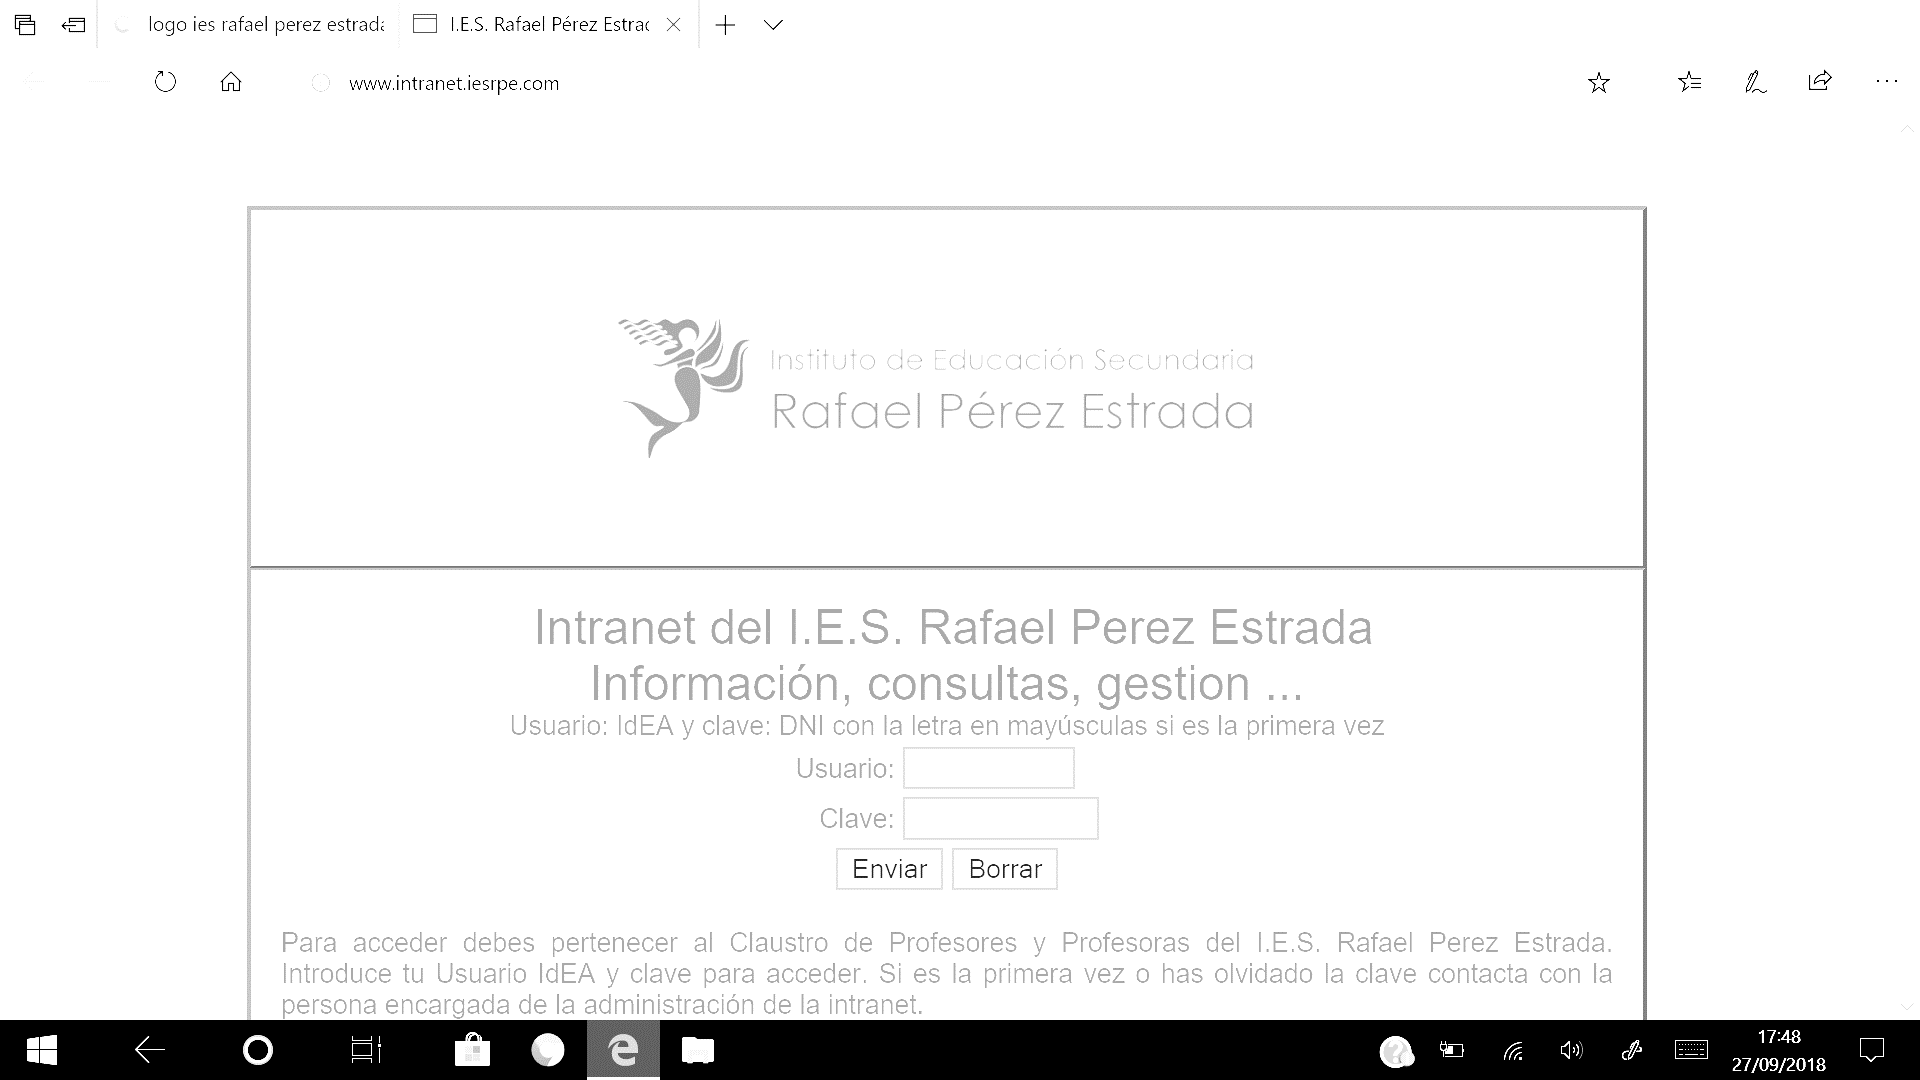 logo ies rafael perez estrada
I.E.S. Rafael Pérez Estrad
www.intranet.iesrpe.com
Instituto de Educación Secundaria
Rafael Pérez Estrada
Intranet del I.E.S. Rafael Perez Estrada
Información, consultas, gestion ...
Usuario: IdEA y clave: DNI con la letra en mayúsculas si es la primera vez
Usuario:
Clave:
Enviar Borrar
Para acceder debes pertenecer al Claustro de Profesores y Profesoras del I.E.S. Rafael Perez Estrada.
Introduce tu Usuario IdEA y clave para acceder. Si es la primera vez o has olvidado la clave contacta con la
persona encargada de la administración de la intranet.
17:48
27/09/2018